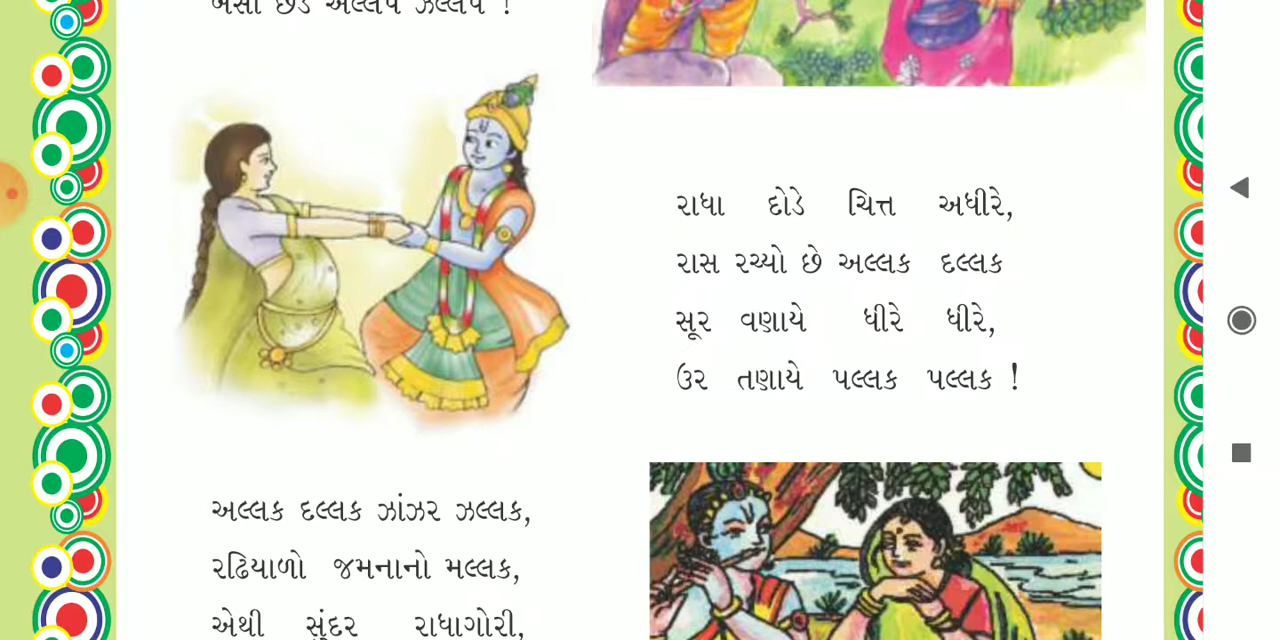 રાધા દોડે ચિત્ત અધીરે,
રાસ રચ્યો છે અલ્લક દલ્લક
સૂર વણાયે ધીરે ધીરે,
ઉર તણાયે પલ્લક પલ્લક !
અલ્લક દલ્લક ઝાંઝર ઝલ્લક,
રઢિયાળો જમનાનો મલ્લક,
એથી સુંદર રાધાગોરી,